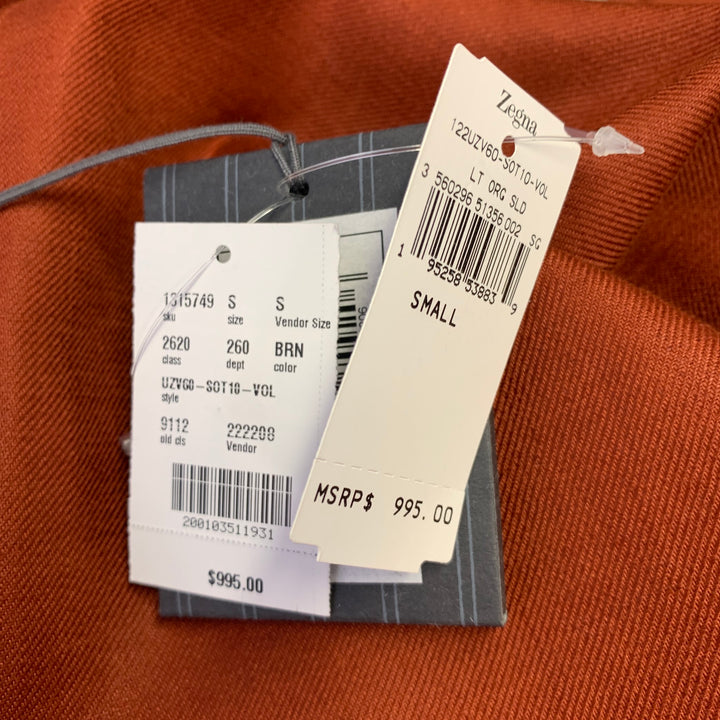 Zegna
122UZV60-SOT10-VOL
LT ORG SLD
3 560296 51356 002 SG
1 95258 53883 9
SMALL
MSRP$ 995.00
1315749 S S
sku size Vendor Size
2620 260 BRN
class dept color
UZVG0-SOT10-VOL
style
9112 222208
old cls Vendor
200103511931
$995.00